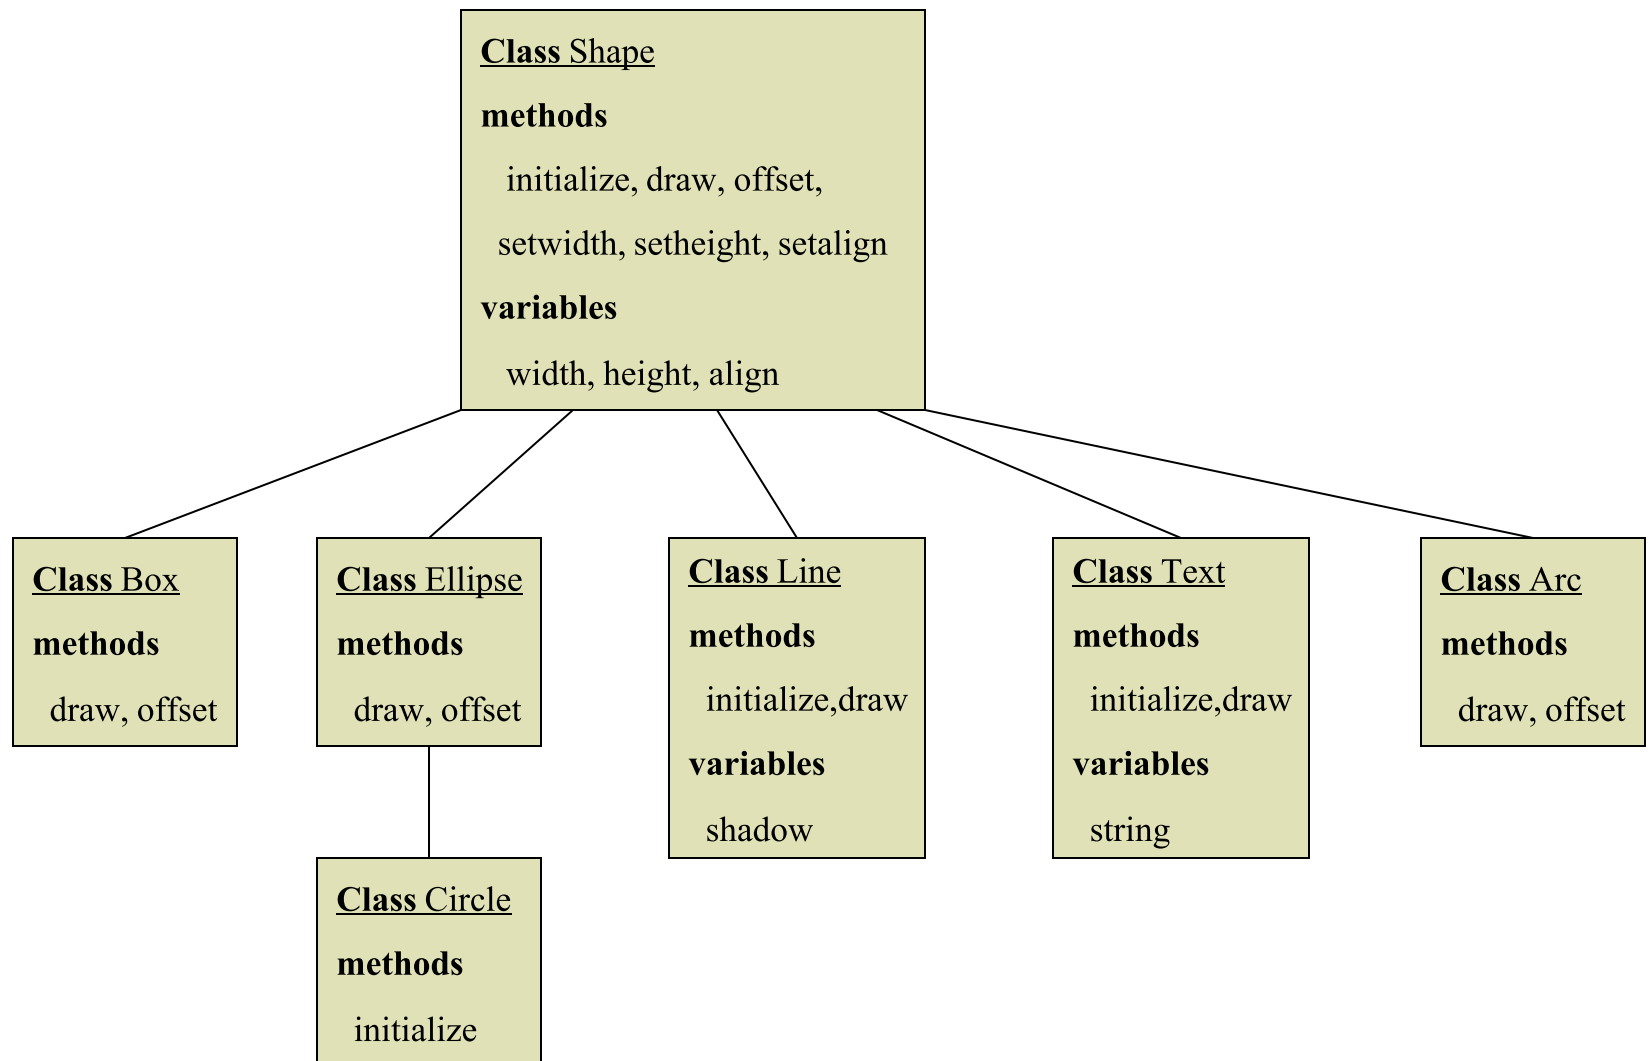 Class Shape
methods
initialize, draw, offset,
setwidth, setheight, setalign
variables
width, height, align
Class Box
methods
draw, offset
Class Ellipse
methods
draw, offset
Class Line
methods
initialize,draw
variables
shadow
Class Text
methods
initialize,draw
variables
string
Class Arc
methods
draw, offset
Class Circle
methods
initialize